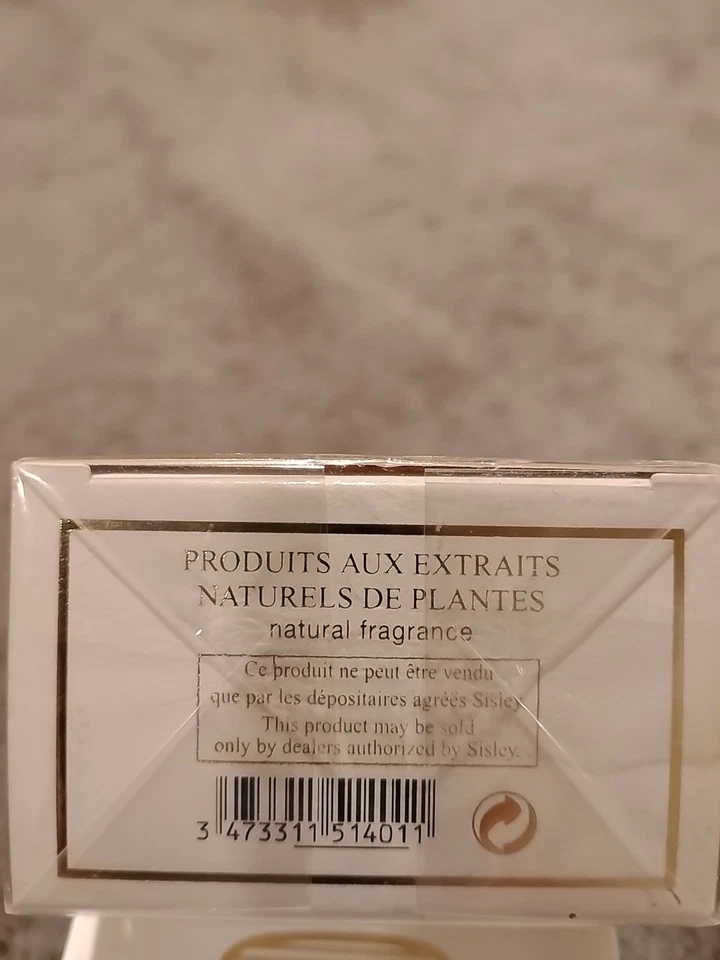 PRODUITS AUX EXTRAITS
NATURELS DE PLANTES
natural fragrance
Ce produit ne peut être vendu
que par les dépositaires agréés Sisley
This product may be sold
only by dealers authorized by Sisley.
3 473311 514011